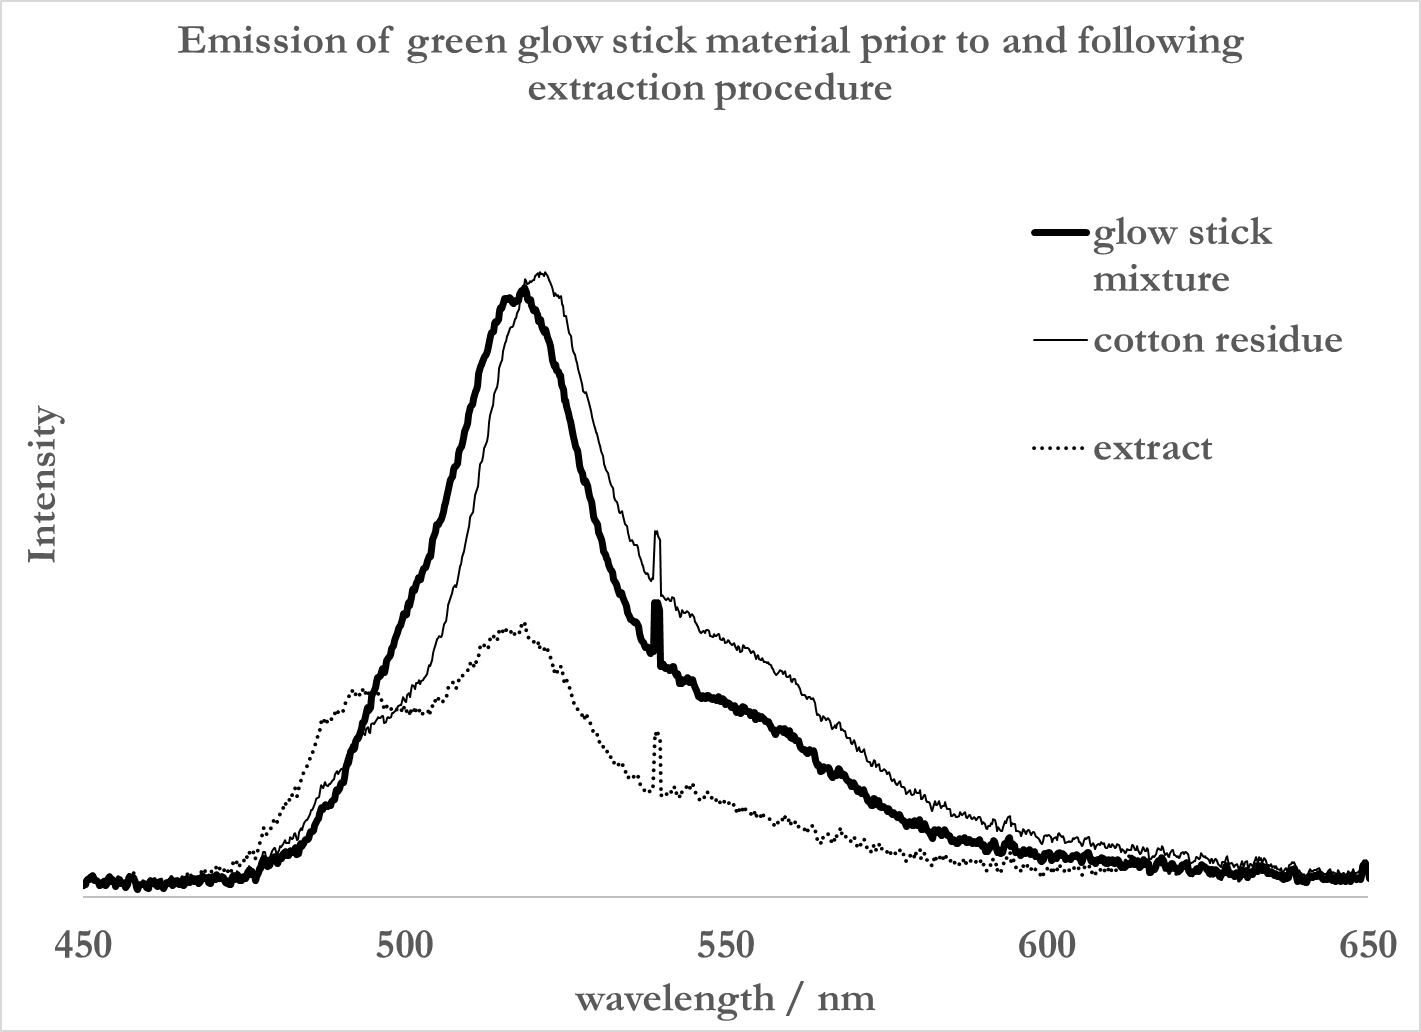 Emission of green glow stick material prior to and following
extraction procedure
glow stick
mixture
cotton residue
extract
Intensity
450 500 550 600 650
wavelength / nm